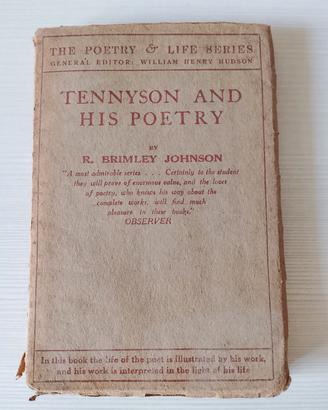 THE POETRY & LIFE SERIES
GENERAL EDITOR: WILLIAM HENRY HUDSON
TENNYSON AND
HIS POETRY
BY
R. BRIMLEY JOHNSON
"A most admirable series . . . Certainly to the student
they will prove of enormous value, and the lover
of poetry, who knows his way about the
complete works, will find much
pleasure in these books."
OBSERVER
In this book the life of the poet is illustrated by his work,
and his work is interpreted in the light of his life